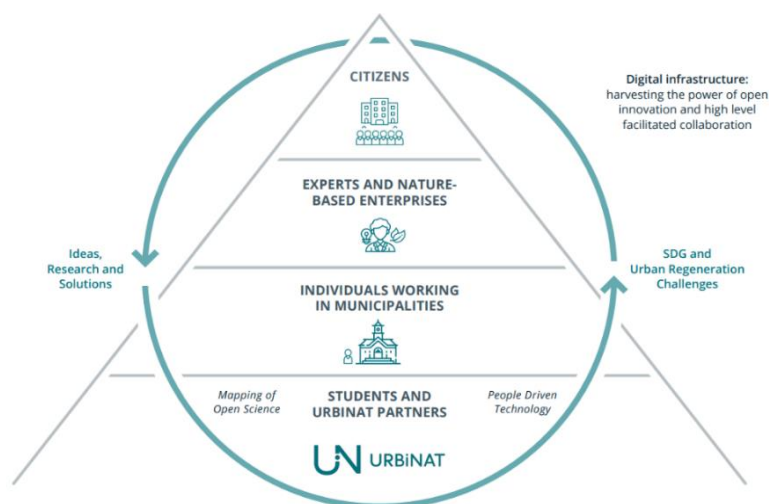 CITIZENS
Digital infrastructure:
harvesting the power of open
innovation and high level
facilitated collaboration
EXPERTS AND NATURE-
BASED ENTERPRISES
Ideas,
Research and
Solutions
SDG and
Urban Regeneration
Challenges
INDIVIDUALS WORKING
IN MUNICIPALITIES
Mapping of
Open Science
STUDENTS AND
URBINAT PARTNERS
People Driven
Technology
UN URBiNAT